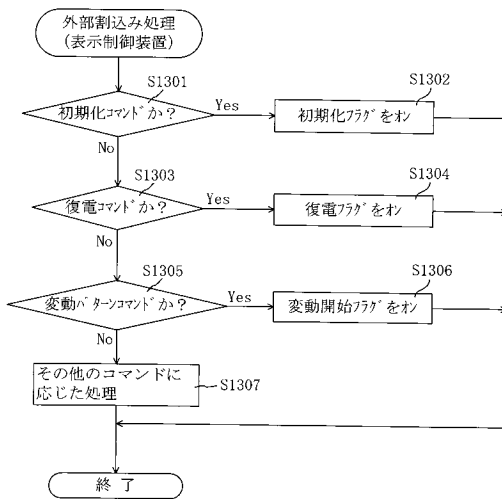 外部割込み処理
(表示制御装置)
S1301
初期化コマンドか?
Yes
S1302
初期化フラグをオン
No
S1303
復電コマンドか?
Yes
S1304
復電フラグをオン
No
S1305
変動パターンコマンドか?
Yes
S1306
変動開始フラグをオン
No
その他のコマンドに
応じた処理
S1307
終了